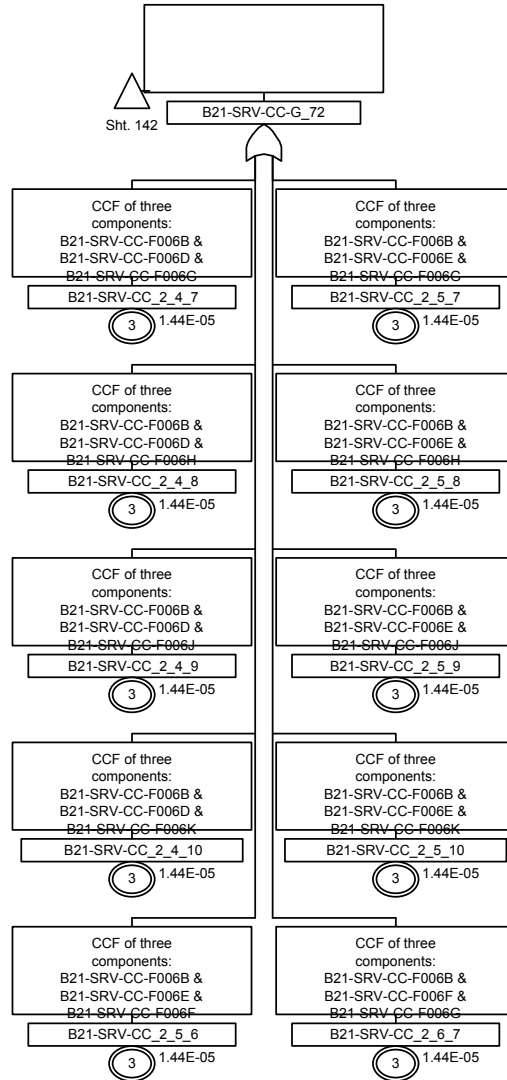 Sht. 142
B21-SRV-CC-G_72
CCF of three
components:
B21-SRV-CC-F006B &
B21-SRV-CC-F006D &
B21-SRV-CC-F006G
B21-SRV-CC_2_4_7
3
1.44E-05
CCF of three
components:
B21-SRV-CC-F006B &
B21-SRV-CC-F006E &
B21-SRV-CC-F006G
B21-SRV-CC_2_5_7
3
1.44E-05
CCF of three
components:
B21-SRV-CC-F006B &
B21-SRV-CC-F006D &
B21-SRV-CC-F006H
B21-SRV-CC_2_4_8
3
1.44E-05
CCF of three
components:
B21-SRV-CC-F006B &
B21-SRV-CC-F006E &
B21-SRV-CC-F006H
B21-SRV-CC_2_5_8
3
1.44E-05
CCF of three
components:
B21-SRV-CC-F006B &
B21-SRV-CC-F006D &
B21-SRV-CC-F006J
B21-SRV-CC_2_4_9
3
1.44E-05
CCF of three
components:
B21-SRV-CC-F006B &
B21-SRV-CC-F006E &
B21-SRV-CC-F006J
B21-SRV-CC_2_5_9
3
1.44E-05
CCF of three
components:
B21-SRV-CC-F006B &
B21-SRV-CC-F006D &
B21-SRV-CC-F006K
B21-SRV-CC_2_4_10
3
1.44E-05
CCF of three
components:
B21-SRV-CC-F006B &
B21-SRV-CC-F006E &
B21-SRV-CC-F006K
B21-SRV-CC_2_5_10
3
1.44E-05
CCF of three
components:
B21-SRV-CC-F006B &
B21-SRV-CC-F006E &
B21-SRV-CC-F006F
B21-SRV-CC_2_5_6
3
1.44E-05
CCF of three
components:
B21-SRV-CC-F006B &
B21-SRV-CC-F006F &
B21-SRV-CC-F006G
B21-SRV-CC_2_6_7
3
1.44E-05